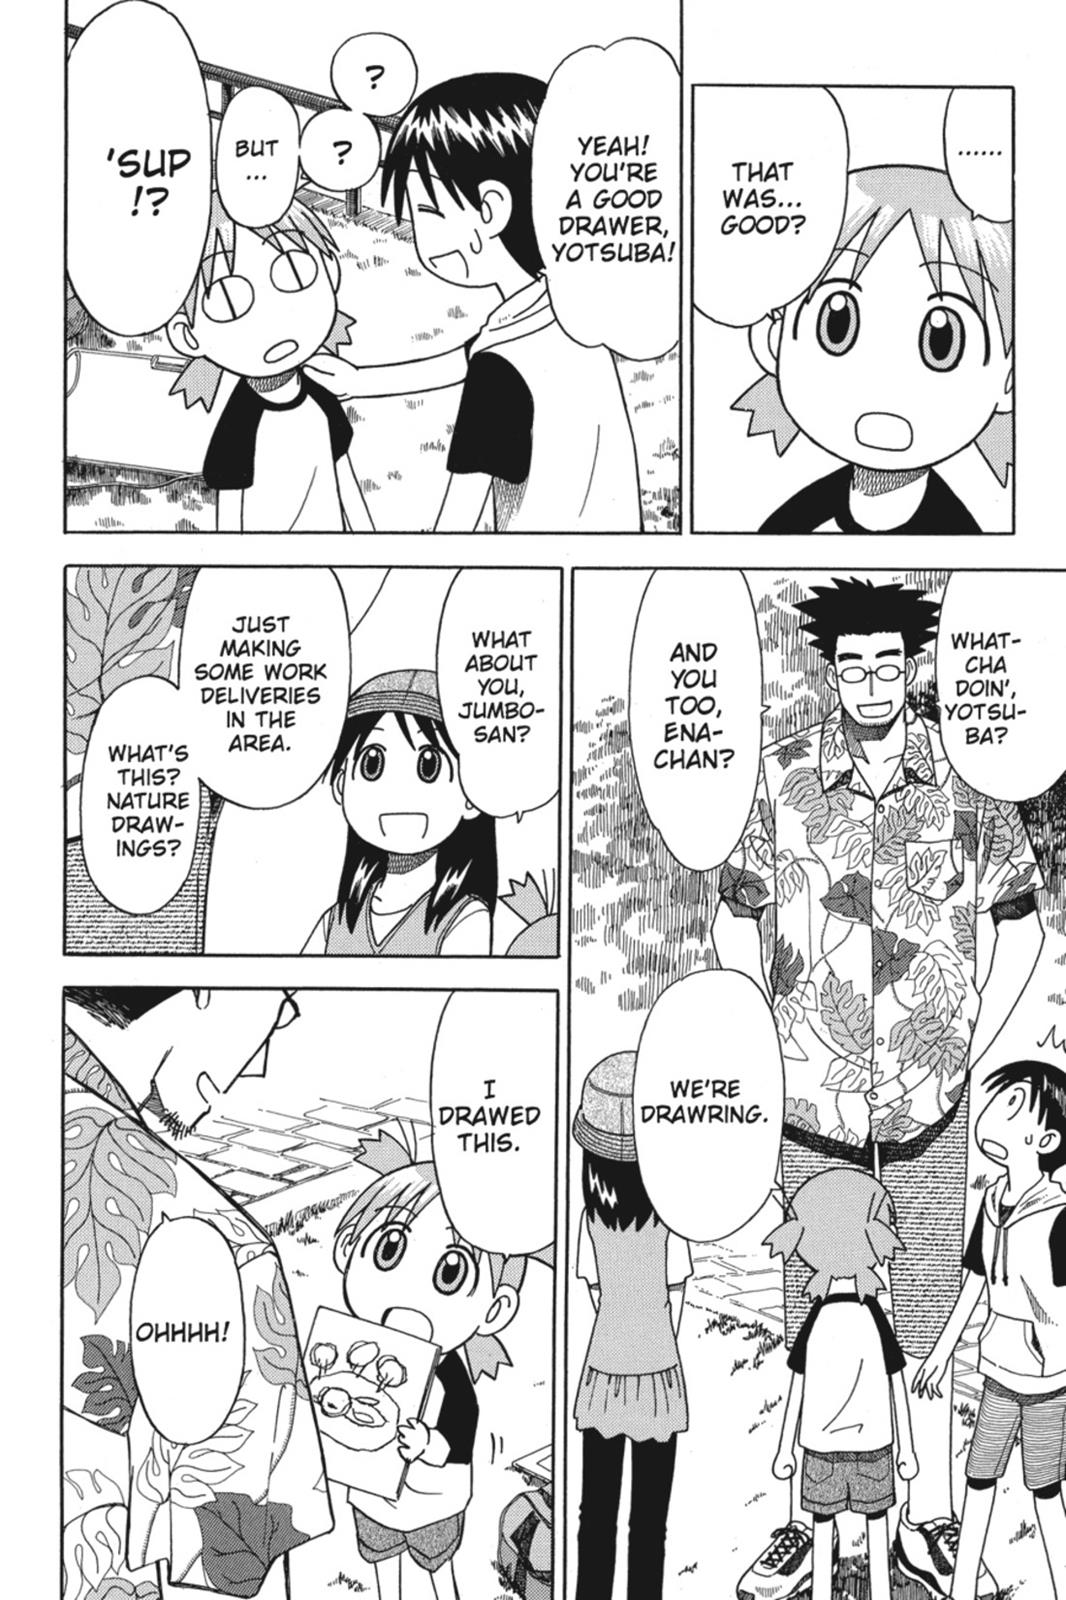 ......
THAT
WAS...
GOOD?
YEAH!
YOU'RE
A GOOD
DRAWER,
YOTSUBA!
?
?
BUT
...
'SUP
!?
WHAT-
CHA
DOIN',
YOTSU-
BA?
AND
YOU
TOO,
ENA-
CHAN?
WE'RE
DRAWRING.
WHAT
ABOUT
YOU,
JUMBO-
SAN?
JUST
MAKING
SOME WORK
DELIVERIES
IN THE
AREA.
WHAT'S
THIS?
NATURE
DRAW-
INGS?
I
DRAWED
THIS.
OHHHH!